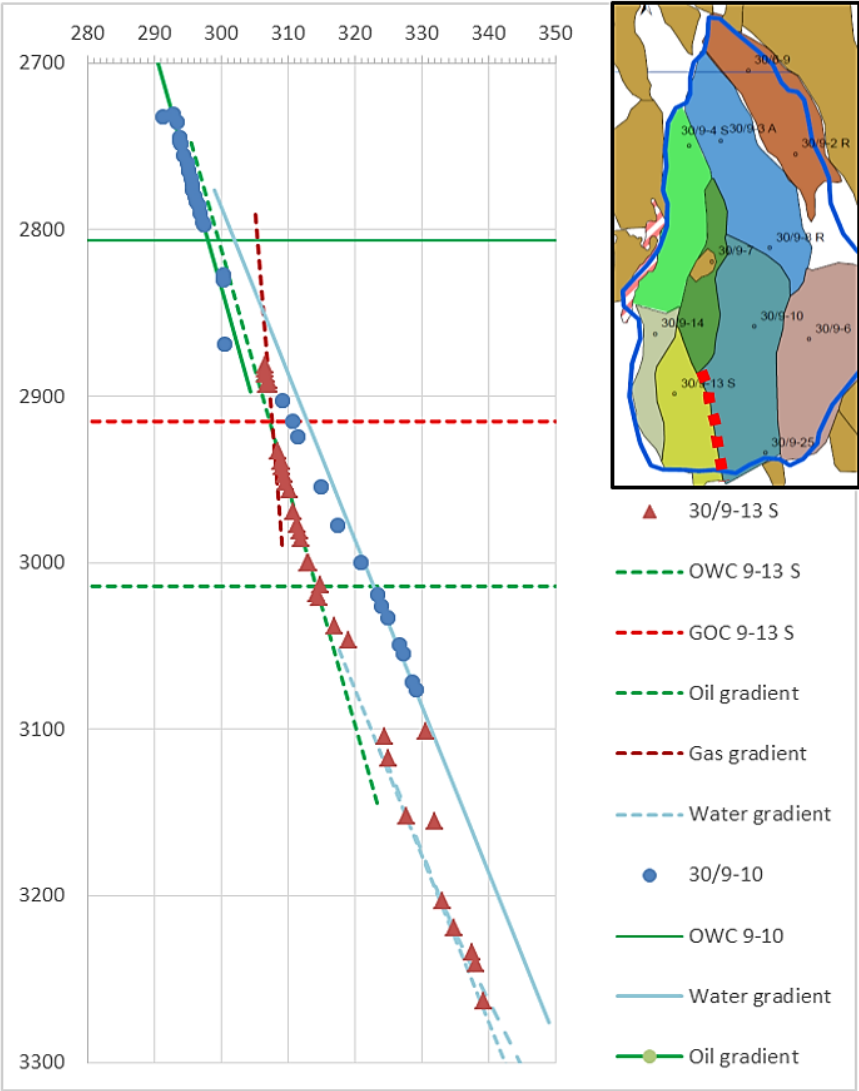 280 290 300 310 320 330 340 350
2700
2800
2900
3000
3100
3200
3300
30/6-9
30/9-4 S
30/9-3 A
30/9-2 R
30/9-8 R
30/9-7
30/9-10
30/9-14
30/9-6
30/9-13 S
30/9-25
30/9-13 S
OWC 9-13 S
GOC 9-13 S
Oil gradient
Gas gradient
Water gradient
30/9-10
OWC 9-10
Water gradient
Oil gradient